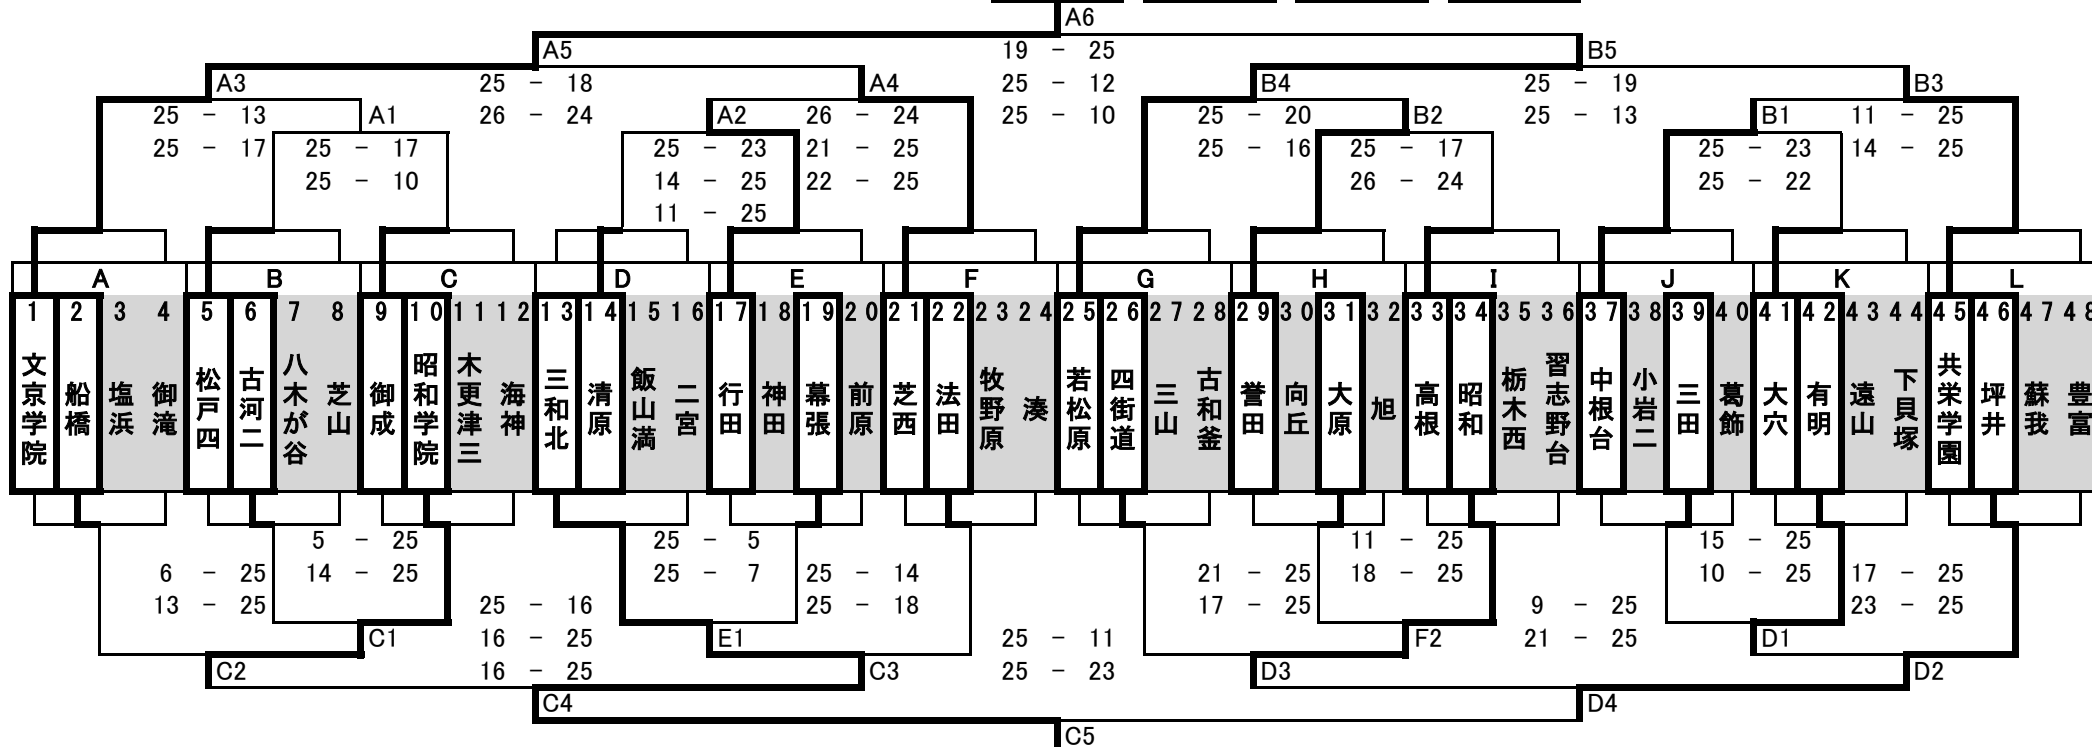 A6
A5 19 - 25 B5
A3 25 - 18 A4 25 - 12 B4 25 - 19 B3
25 - 13 A1 26 - 24 A2 26 - 24 25 - 10 25 - 20 B2 25 - 13 B1 11 - 25
25 - 17 25 - 17 25 - 23 21 - 25 25 - 16 25 - 17 25 - 23 14 - 25
25 - 10 14 - 25 22 - 25 26 - 24 25 - 22
11 - 25
A B C D E F G H I J K L
1 2 3 4 5 6 7 8 9 10 11 12 13 14 15 16 17 18 19 20 21 22 23 24 25 26 27 28 29 30 31 32 33 34 35 36 37 38 39 40 41 42 43 44 45 46 47 48
文京学院
船橋
塩浜
御滝
松戸四
古河二
八木が谷
芝山
御成
昭和学院
木更津三
海神
三和北
清原
飯山満
二宮
行田
神田
幕張
前原
芝西
法田
牧野原
湊
若松原
四街道
三山
古和釜
誉田
向丘
大原
旭
高根
昭和
栃木西
習志野台
中根台
小岩二
三田
葛飾
大穴
有明
遠山
下貝塚
共栄学園
坪井
蘇我
豊富
5 - 25 25 - 5 11 - 25 15 - 25
6 - 25 14 - 25 25 - 7 25 - 14 21 - 25 18 - 25 10 - 25 17 - 25
13 - 25 25 - 16 25 - 18 17 - 25 9 - 25 23 - 25
C1 16 - 25 E1 25 - 11 F2 21 - 25 D1
C2 16 - 25 C3 25 - 23 D3 D2
C4 D4
C5